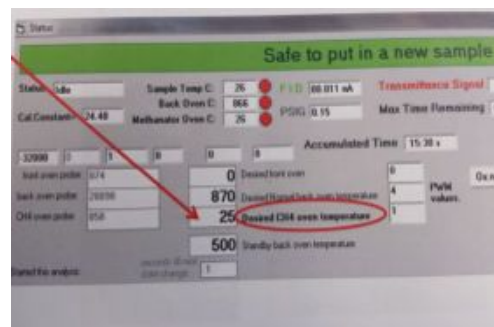 Status
Safe to put in a new sample
Status: Idle
Sample Temp C: 26
FID 00.011 nA
Transmittance Signal
Back Oven C: 866
PSIG 0.15
Max Time Remaining
Cal.Constant= 24.48
Methanator Oven C: 26
Accumulated Time 15:38 s
-32000 0 1 0 0 0
front oven probe 874
0 Desired front oven
0
back oven probe
870 Desired Normal back oven temperature
4
PWM values.
CH4 oven probe 858
25 Desired CH4 oven temperature
1
500 Standby back oven temperature
Started the analysis
1